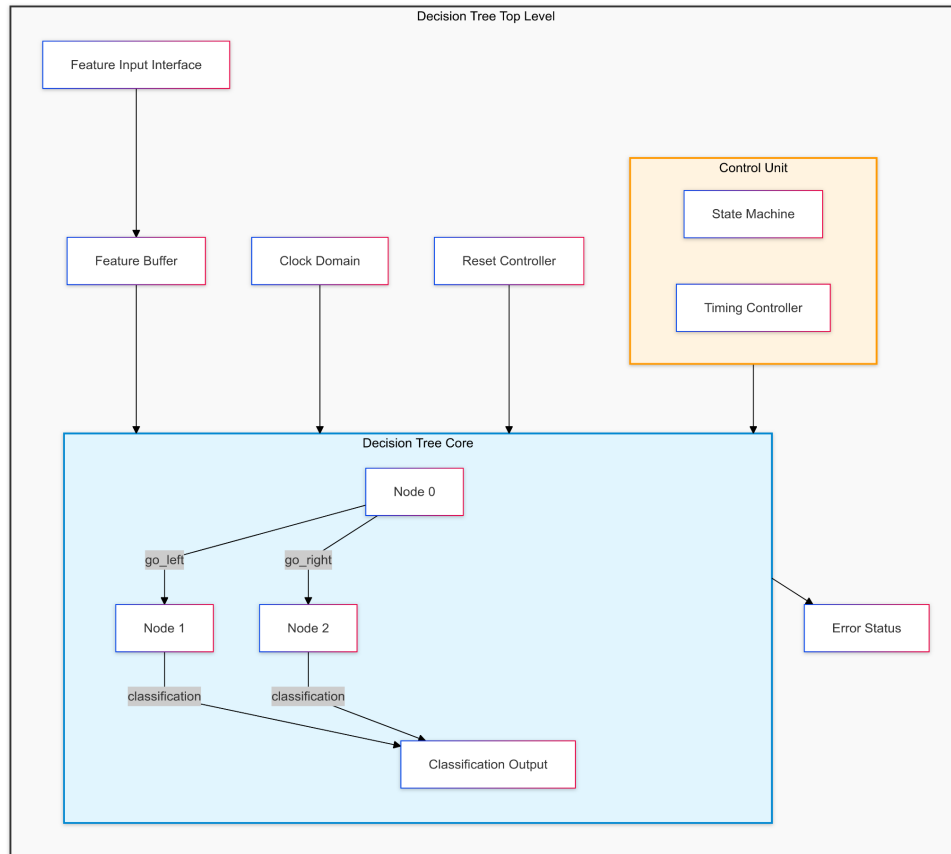 Decision Tree Top Level
Feature Input Interface
Control Unit
State Machine
Feature Buffer
Clock Domain
Reset Controller
Timing Controller
Decision Tree Core
Node 0
go_left
go_right
Node 1
Node 2
Error Status
classification
classification
Classification Output